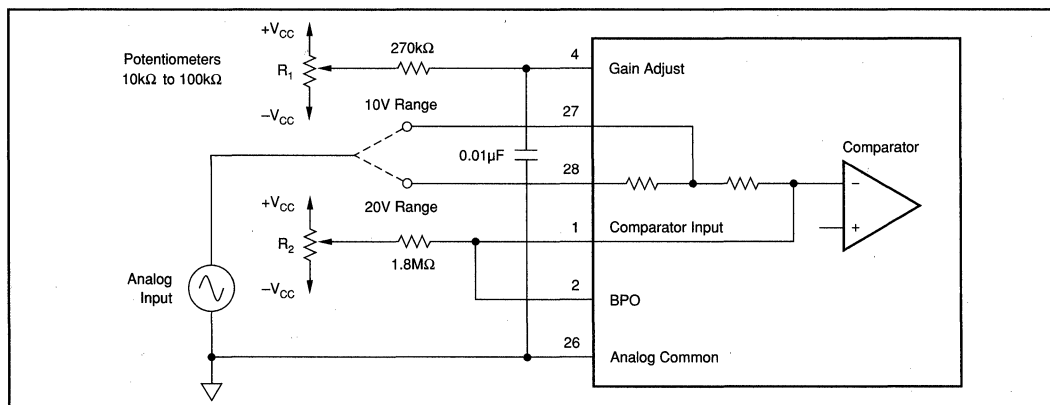 Potentiometers
10kΩ to 100kΩ
+VCC
R1
−VCC
270kΩ
4
Gain Adjust
10V Range
27
0.01µF
28
20V Range
Comparator
−
+
+VCC
R2
−VCC
1.8MΩ
1
Comparator Input
2
BPO
Analog
Input
26
Analog Common